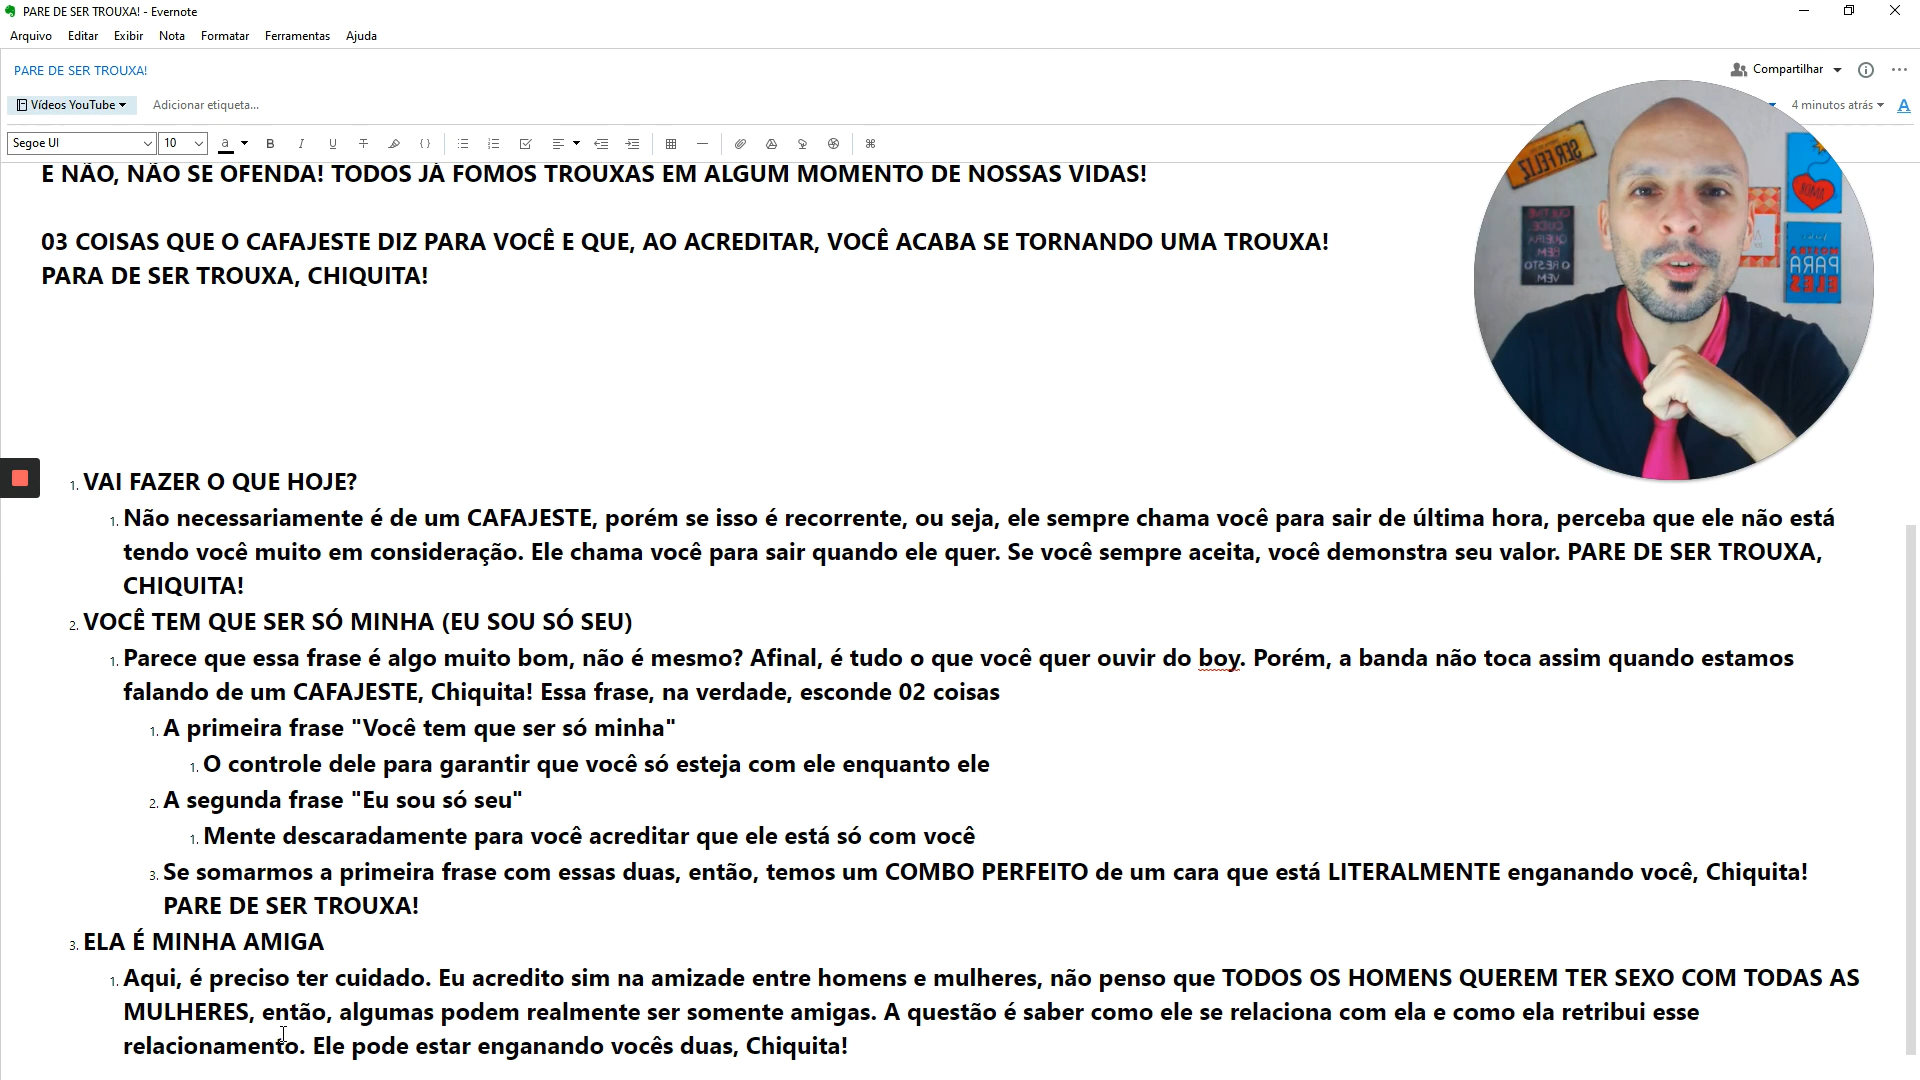 PARE DE SER TROUXA! - Evernote
Arquivo Editar Exibir Nota Formatar Ferramentas Ajuda
PARE DE SER TROUXA!
Compartilhar
Vídeos YouTube Adicionar etiqueta...
4 minutos atrás A
Segoe UI 10 a B I U T
E NÃO, NÃO SE OFENDA! TODOS JÁ FOMOS TROUXAS EM ALGUM MOMENTO DE NOSSAS VIDAS!
03 COISAS QUE O CAFAJESTE DIZ PARA VOCÊ E QUE, AO ACREDITAR, VOCÊ ACABA SE TORNANDO UMA TROUXA!
PARA DE SER TROUXA, CHIQUITA!
SER FELIZ
AMOR
PARA
ELES
CUIDE
BEM
O RESTO
VEM
1. VAI FAZER O QUE HOJE?
1. Não necessariamente é de um CAFAJESTE, porém se isso é recorrente, ou seja, ele sempre chama você para sair de última hora, perceba que ele não está
tendo você muito em consideração. Ele chama você para sair quando ele quer. Se você sempre aceita, você demonstra seu valor. PARE DE SER TROUXA,
CHIQUITA!
2. VOCÊ TEM QUE SER SÓ MINHA (EU SOU SÓ SEU)
1. Parece que essa frase é algo muito bom, não é mesmo? Afinal, é tudo o que você quer ouvir do boy. Porém, a banda não toca assim quando estamos
falando de um CAFAJESTE, Chiquita! Essa frase, na verdade, esconde 02 coisas
1. A primeira frase "Você tem que ser só minha"
1. O controle dele para garantir que você só esteja com ele enquanto ele
2. A segunda frase "Eu sou só seu"
1. Mente descaradamente para você acreditar que ele está só com você
3. Se somarmos a primeira frase com essas duas, então, temos um COMBO PERFEITO de um cara que está LITERALMENTE enganando você, Chiquita!
PARE DE SER TROUXA!
3. ELA É MINHA AMIGA
1. Aqui, é preciso ter cuidado. Eu acredito sim na amizade entre homens e mulheres, não penso que TODOS OS HOMENS QUEREM TER SEXO COM TODAS AS
MULHERES, então, algumas podem realmente ser somente amigas. A questão é saber como ele se relaciona com ela e como ela retribui esse
relacionamento. Ele pode estar enganando vocês duas, Chiquita!